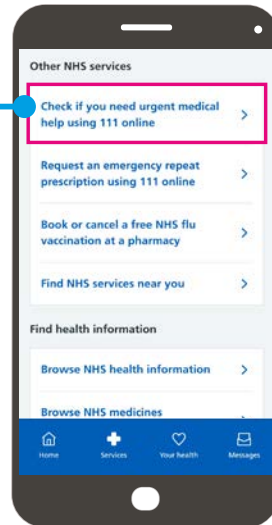 Other NHS services
Check if you need urgent medical
help using 111 online
Request an emergency repeat
prescription using 111 online
Book or cancel a free NHS flu
vaccination at a pharmacy
Find NHS services near you
Find health information
Browse NHS health information
Browse NHS medicines
Home Services Your health Messages